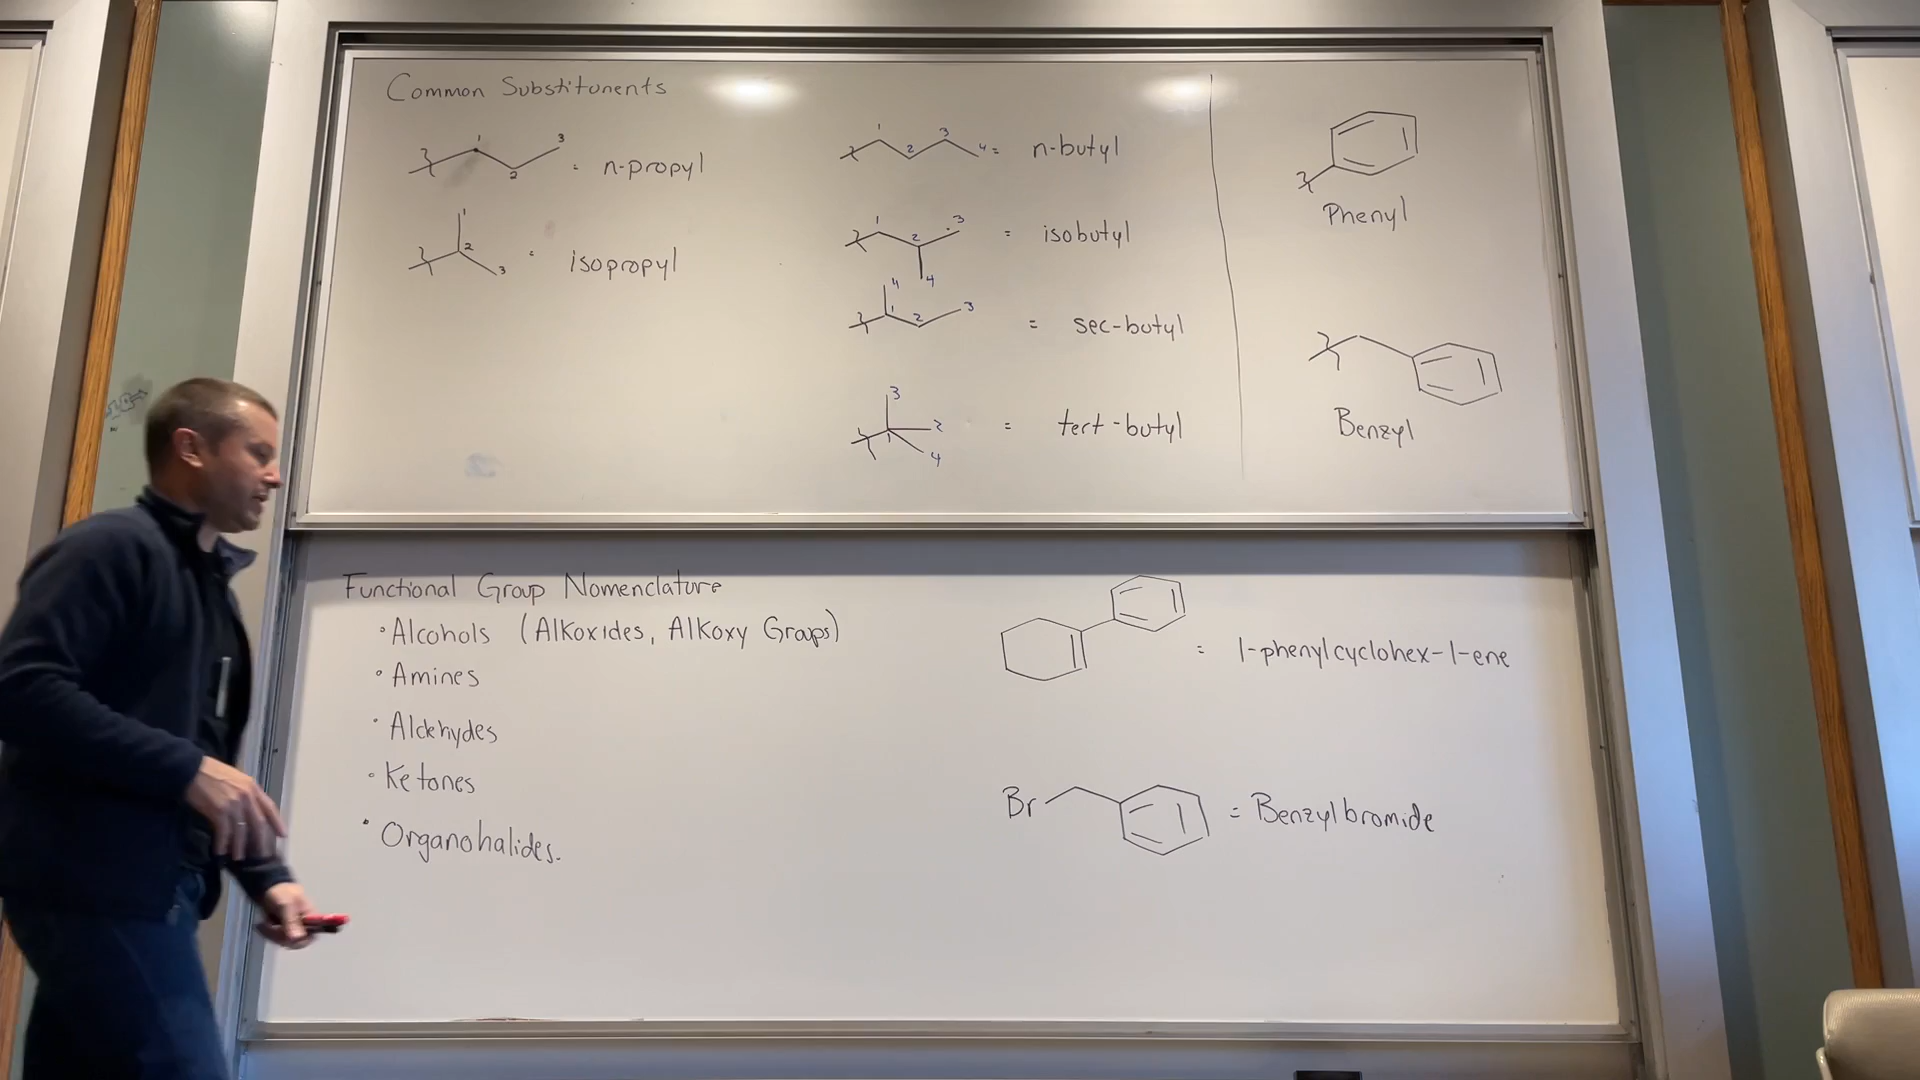 Common Substituents
1 2 3 = n-propyl
1 2 3 = isopropyl
1 2 3 4 = n-butyl
1 2 3 4 = isobutyl
4 1 2 3 = sec-butyl
3 2 1 4 = tert-butyl
Phenyl
Benzyl
Functional Group Nomenclature
• Alcohols (Alkoxides, Alkoxy Groups)
• Amines
• Aldehydes
• Ketones
• Organohalides.
= 1-phenylcyclohex-1-ene
Br = Benzylbromide